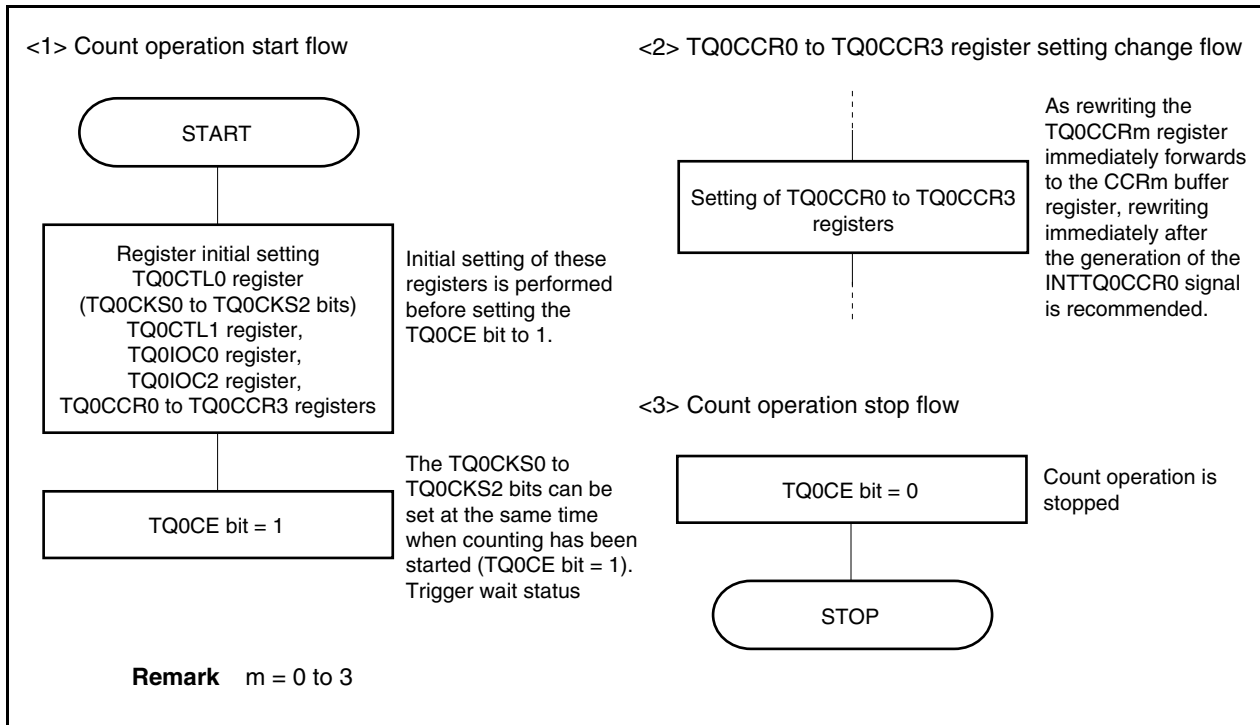 <1> Count operation start flow
START
Register initial setting
TQ0CTL0 register
(TQ0CKS0 to TQ0CKS2 bits)
TQ0CTL1 register,
TQ0IOC0 register,
TQ0IOC2 register,
TQ0CCR0 to TQ0CCR3 registers
Initial setting of these
registers is performed
before setting the
TQ0CE bit to 1.
TQ0CE bit = 1
The TQ0CKS0 to
TQ0CKS2 bits can be
set at the same time
when counting has been
started (TQ0CE bit = 1).
Trigger wait status
<2> TQ0CCR0 to TQ0CCR3 register setting change flow
Setting of TQ0CCR0 to TQ0CCR3
registers
As rewriting the
TQ0CCRm register
immediately forwards
to the CCRm buffer
register, rewriting
immediately after
the generation of the
INTTQ0CCR0 signal
is recommended.
<3> Count operation stop flow
TQ0CE bit = 0
Count operation is
stopped
STOP
Remark m = 0 to 3